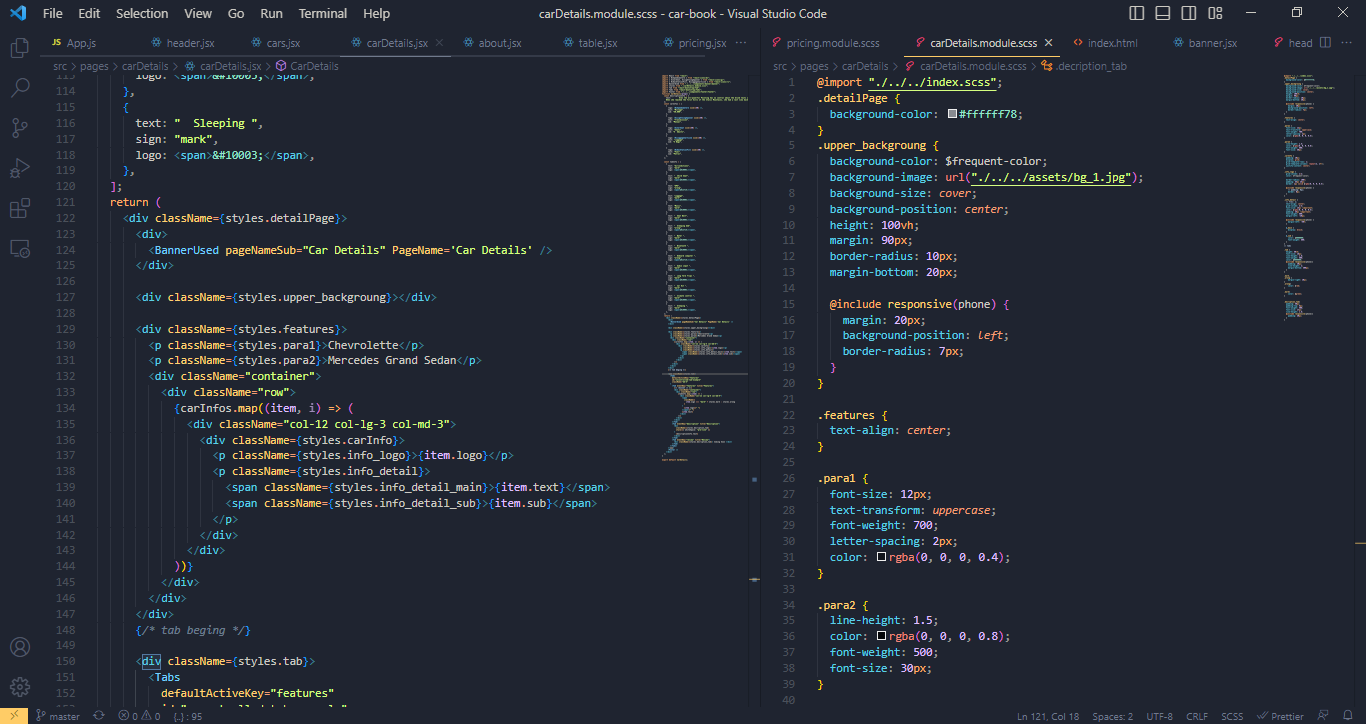 File Edit Selection View Go Run Terminal Help
carDetails.module.scss - car-book - Visual Studio Code
JS App.js header.jsx cars.jsx carDetails.jsx about.jsx table.jsx pricing.jsx ...
src > pages > carDetails > carDetails.jsx > CarDetails
113 logo: <span>&#10003;</span>,
114 },
115 {
116 text: "  Sleeping ",
117 sign: "mark",
118 logo: <span>&#10003;</span>,
119 },
120 ];
121 return (
122 <div className={styles.detailPage}>
123 <div>
124 <BannerUsed pageNameSub="Car Details" PageName='Car Details' />
125 </div>
126
127 <div className={styles.upper_backgroung}></div>
128
129 <div className={styles.features}>
130 <p className={styles.para1}>Chevrolette</p>
131 <p className={styles.para2}>Mercedes Grand Sedan</p>
132 <div className="container">
133 <div className="row">
134 {carInfos.map((item, i) => (
135 <div className="col-12 col-lg-3 col-md-3">
136 <div className={styles.carInfo}>
137 <p className={styles.info_logo}>{item.logo}</p>
138 <p className={styles.info_detail}>
139 <span className={styles.info_detail_main}>{item.text}</span>
140 <span className={styles.info_detail_sub}>{item.sub}</span>
141 </p>
142 </div>
143 </div>
144 ))}
145 </div>
146 </div>
147 </div>
148 {/* tab beging */}
149
150 <div className={styles.tab}>
151 <Tabs
152 defaultActiveKey="features"
pricing.module.scss carDetails.module.scss index.html banner.jsx head ...
src > pages > carDetails > carDetails.module.scss > .decription_tab
1 @import "./../../index.scss";
2 .detailPage {
3 background-color: #ffffff78;
4 }
5 .upper_backgroung {
6 background-color: $frequent-color;
7 background-image: url("./../../assets/bg_1.jpg");
8 background-size: cover;
9 background-position: center;
10 height: 100vh;
11 margin: 90px;
12 border-radius: 10px;
13 margin-bottom: 20px;
14
15 @include responsive(phone) {
16 margin: 20px;
17 background-position: left;
18 border-radius: 7px;
19 }
20 }
21
22 .features {
23 text-align: center;
24 }
25
26 .para1 {
27 font-size: 12px;
28 text-transform: uppercase;
29 font-weight: 700;
30 letter-spacing: 2px;
31 color: rgba(0, 0, 0, 0.4);
32 }
33
34 .para2 {
35 line-height: 1.5;
36 color: rgba(0, 0, 0, 0.8);
37 font-weight: 500;
38 font-size: 30px;
39 }
40
master 0 0 {..} : 95 Ln 121, Col 18 Spaces: 2 UTF-8 CRLF SCSS Prettier